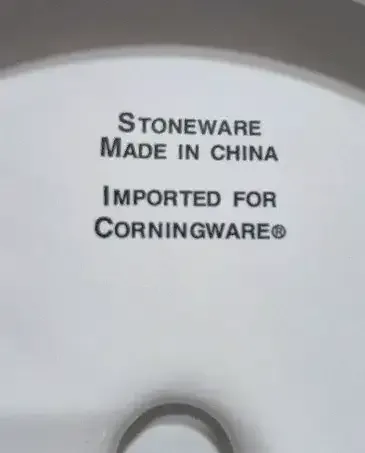 STONEWARE
MADE IN CHINA
IMPORTED FOR
CORNINGWARE®